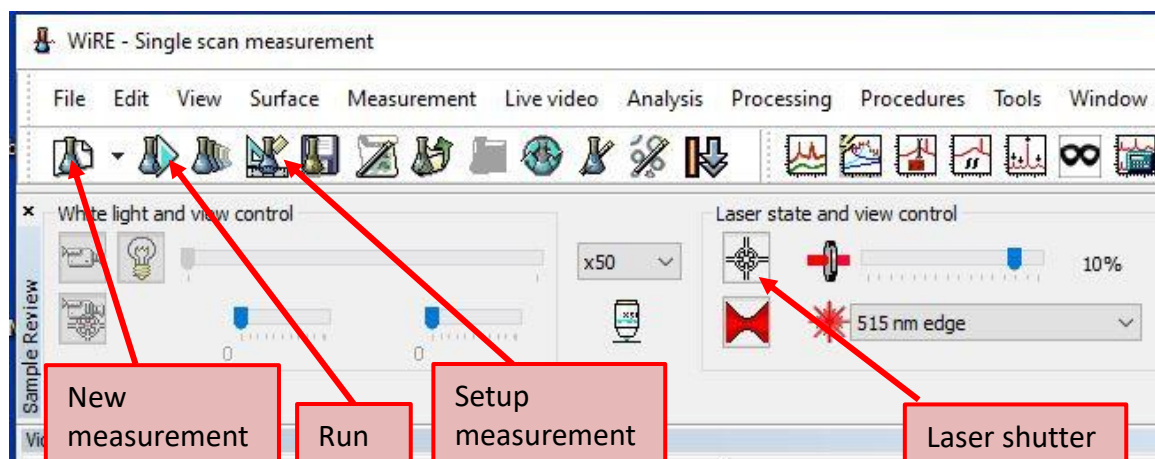 WiRE - Single scan measurement
File Edit View Surface Measurement Live video Analysis Processing Procedures Tools Window
White light and view control
Laser state and view control
x50
10%
Sample Review
515 nm edge
0
0
New
measurement
Run
Setup
measurement
Laser shutter